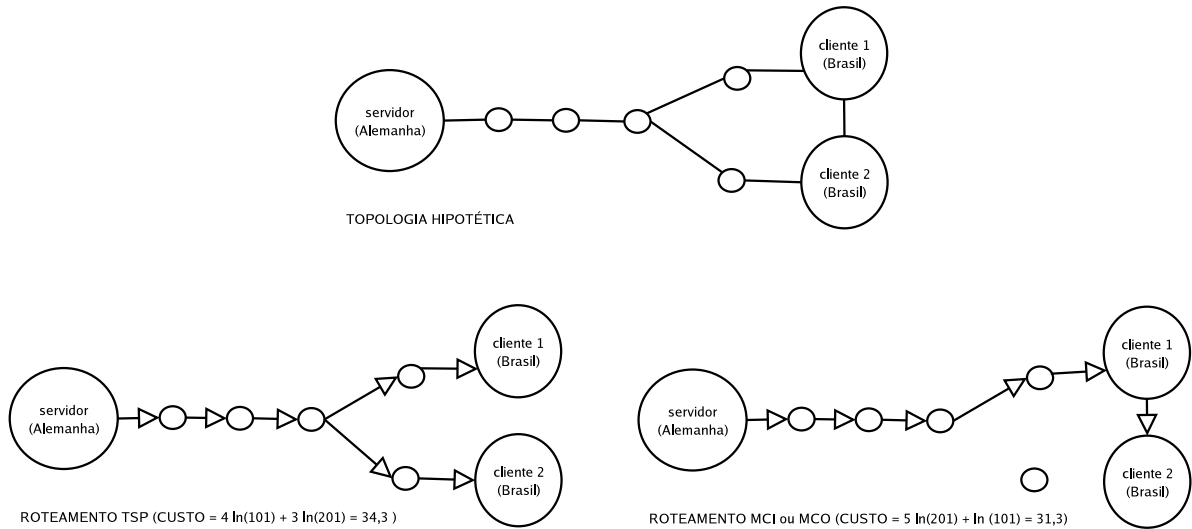 cliente 1
(Brasil)
servidor
(Alemanha)
cliente 2
(Brasil)
TOPOLOGIA HIPOTÉTICA
cliente 1
(Brasil)
servidor
(Alemanha)
cliente 2
(Brasil)
ROTEAMENTO TSP (CUSTO = 4 ln(101) + 3 ln(201) = 34,3 )
cliente 1
(Brasil)
servidor
(Alemanha)
cliente 2
(Brasil)
ROTEAMENTO MCI ou MCO (CUSTO = 5 ln(201) + ln (101) = 31,3)